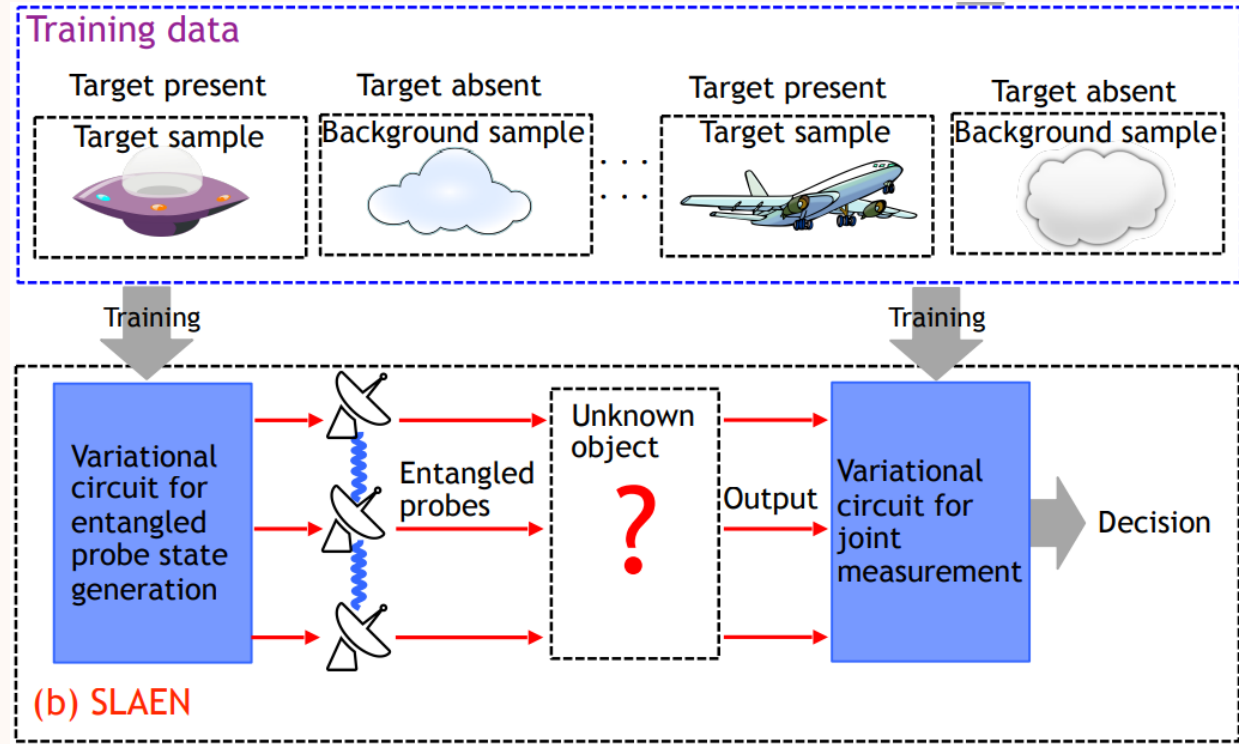 Training data
Target present
Target absent
Target present
Target absent
Target sample
Background sample
. . .
. . .
Target sample
Background sample
Training
Training
Variational
circuit for
entangled
probe state
generation
Entangled
probes
Unknown
object
?
Output
Variational
circuit for
joint
measurement
Decision
(b) SLAEN